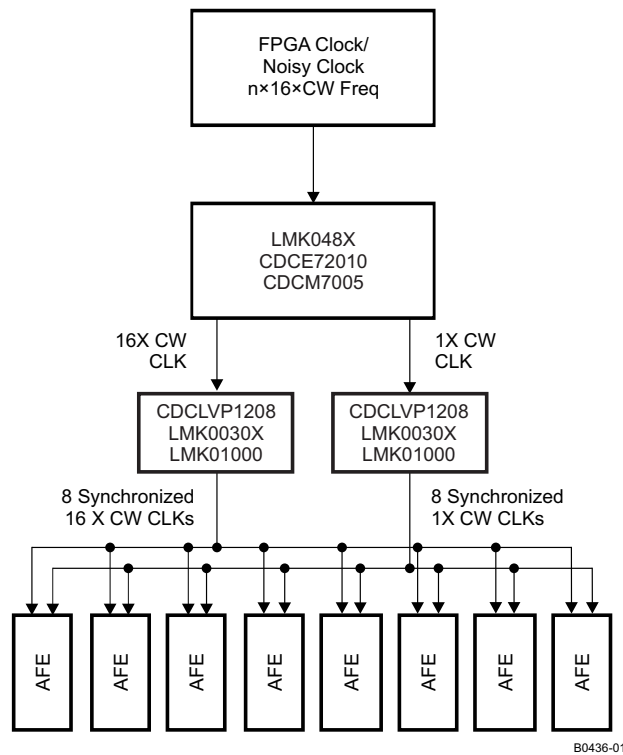 FPGA Clock/
Noisy Clock
n×16×CW Freq
LMK048X
CDCE72010
CDCM7005
16X CW
CLK
1X CW
CLK
CDCLVP1208
LMK0030X
LMK01000
CDCLVP1208
LMK0030X
LMK01000
8 Synchronized
16 X CW CLKs
8 Synchronized
1X CW CLKs
AFE
AFE
AFE
AFE
AFE
AFE
AFE
AFE
B0436-01